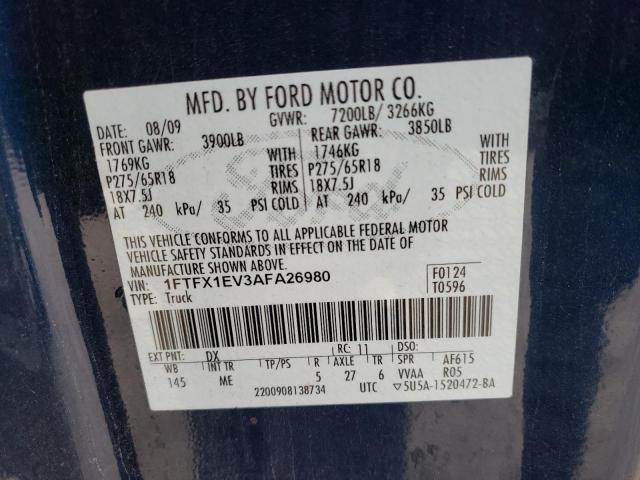 MFD. BY FORD MOTOR CO.
DATE: 08/09 GVWR: 7200LB/ 3266KG
FRONT GAWR: 3900LB REAR GAWR: 3850LB
1769KG WITH 1746KG WITH
P275/65R18 TIRES P275/65R18 TIRES
18X7.5J RIMS 18X7.5J RIMS
AT 240 kPa/ 35 PSI COLD AT 240 kPa/ 35 PSI COLD
THIS VEHICLE CONFORMS TO ALL APPLICABLE FEDERAL MOTOR
VEHICLE SAFETY STANDARDS IN EFFECT ON THE DATE OF
MANUFACTURE SHOWN ABOVE.
VIN: 1FTFX1EV3AFA26980 F0124
TYPE: Truck T0596
EXT PNT: DX RC: 11 DSO:
WB INT TR TP/PS R AXLE TR SPR AF615
145 ME 5 27 6 VVAA R05
2200908138734 UTC ▽5U5A-1520472-BA
Ford